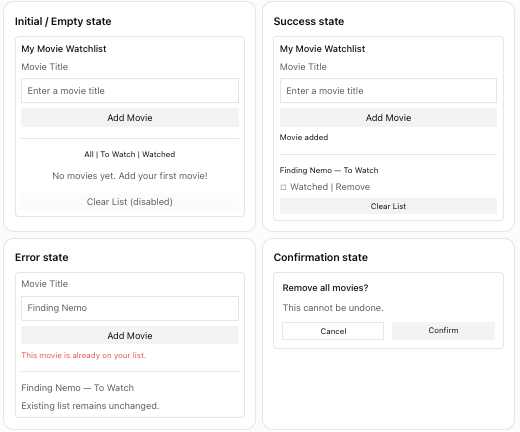 Initial / Empty state
My Movie Watchlist
Movie Title
Enter a movie title
Add Movie
All | To Watch | Watched
No movies yet. Add your first movie!
Clear List (disabled)
Success state
My Movie Watchlist
Movie Title
Enter a movie title
Add Movie
Movie added
Finding Nemo — To Watch
☐ Watched | Remove
Clear List
Error state
Movie Title
Finding Nemo
Add Movie
This movie is already on your list.
Finding Nemo — To Watch
Existing list remains unchanged.
Confirmation state
Remove all movies?
This cannot be undone.
Cancel
Confirm